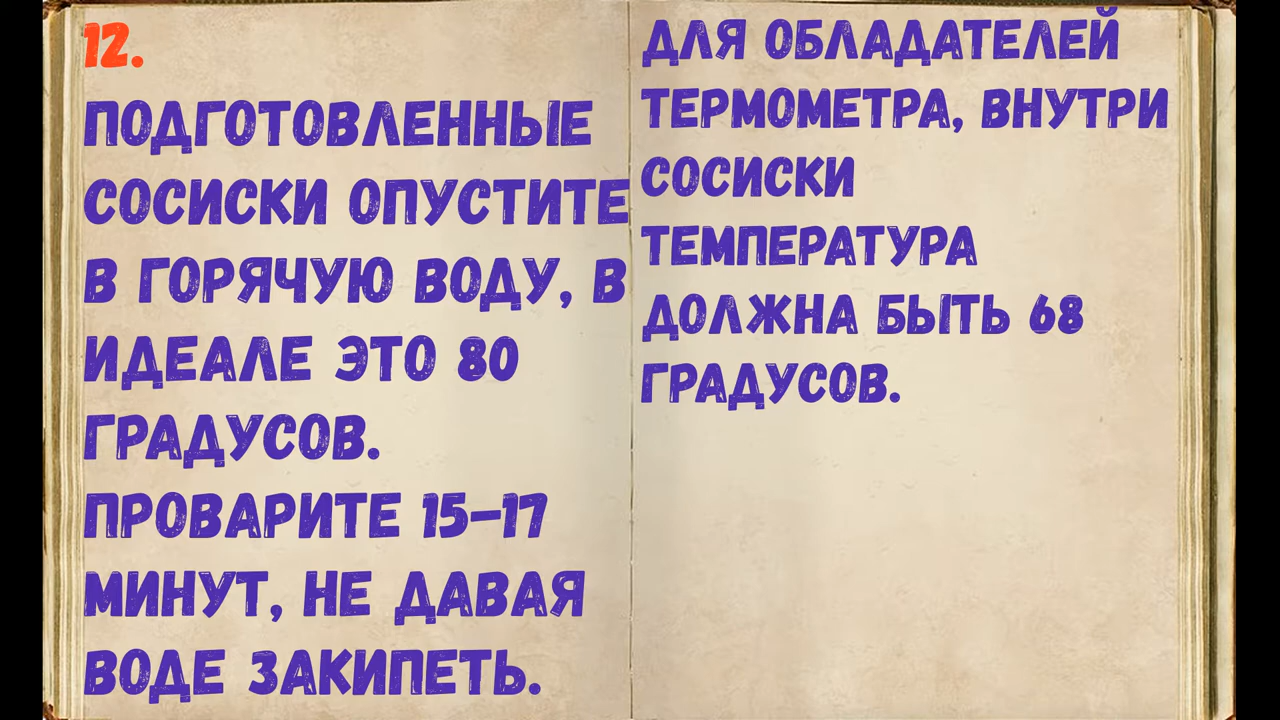 12.
ПОДГОТОВЛЕННЫЕ
СОСИСКИ ОПУСТИТЕ
В ГОРЯЧУЮ ВОДУ, В
ИДЕАЛЕ ЭТО 80
ГРАДУСОВ.
ПРОВАРИТЕ 15-17
МИНУТ, НЕ ДАВАЯ
ВОДЕ ЗАКИПЕТЬ.
ДЛЯ ОБЛАДАТЕЛЕЙ
ТЕРМОМЕТРА, ВНУТРИ
СОСИСКИ
ТЕМПЕРАТУРА
ДОЛЖНА БЫТЬ 68
ГРАДУСОВ.